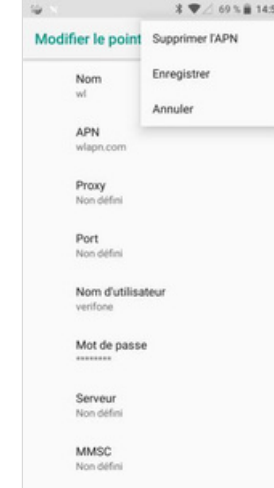 69 % 14:5
Modifier le point
Supprimer l'APN
Enregistrer
Annuler
Nom
wl
APN
wlapn.com
Proxy
Non défini
Port
Non défini
Nom d'utilisateur
verifone
Mot de passe
********
Serveur
Non défini
MMSC
Non défini